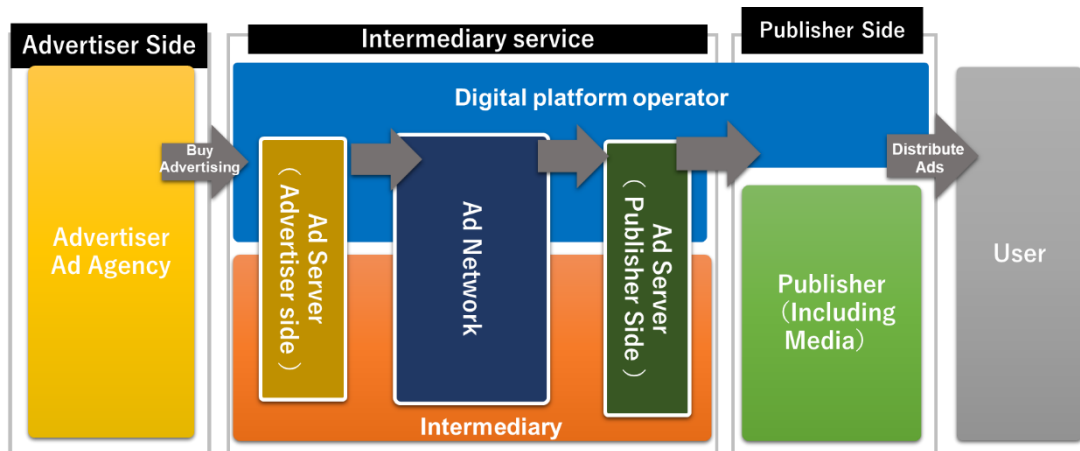 Advertiser Side
Intermediary service
Publisher Side
Digital platform operator
Buy
Advertising
Distribute
Ads
Advertiser
Ad Agency
Ad Server
（ Advertiser side ）
Ad Network
Ad Server
（ Publisher Side ）
Publisher
（Including
Media）
User
Intermediary